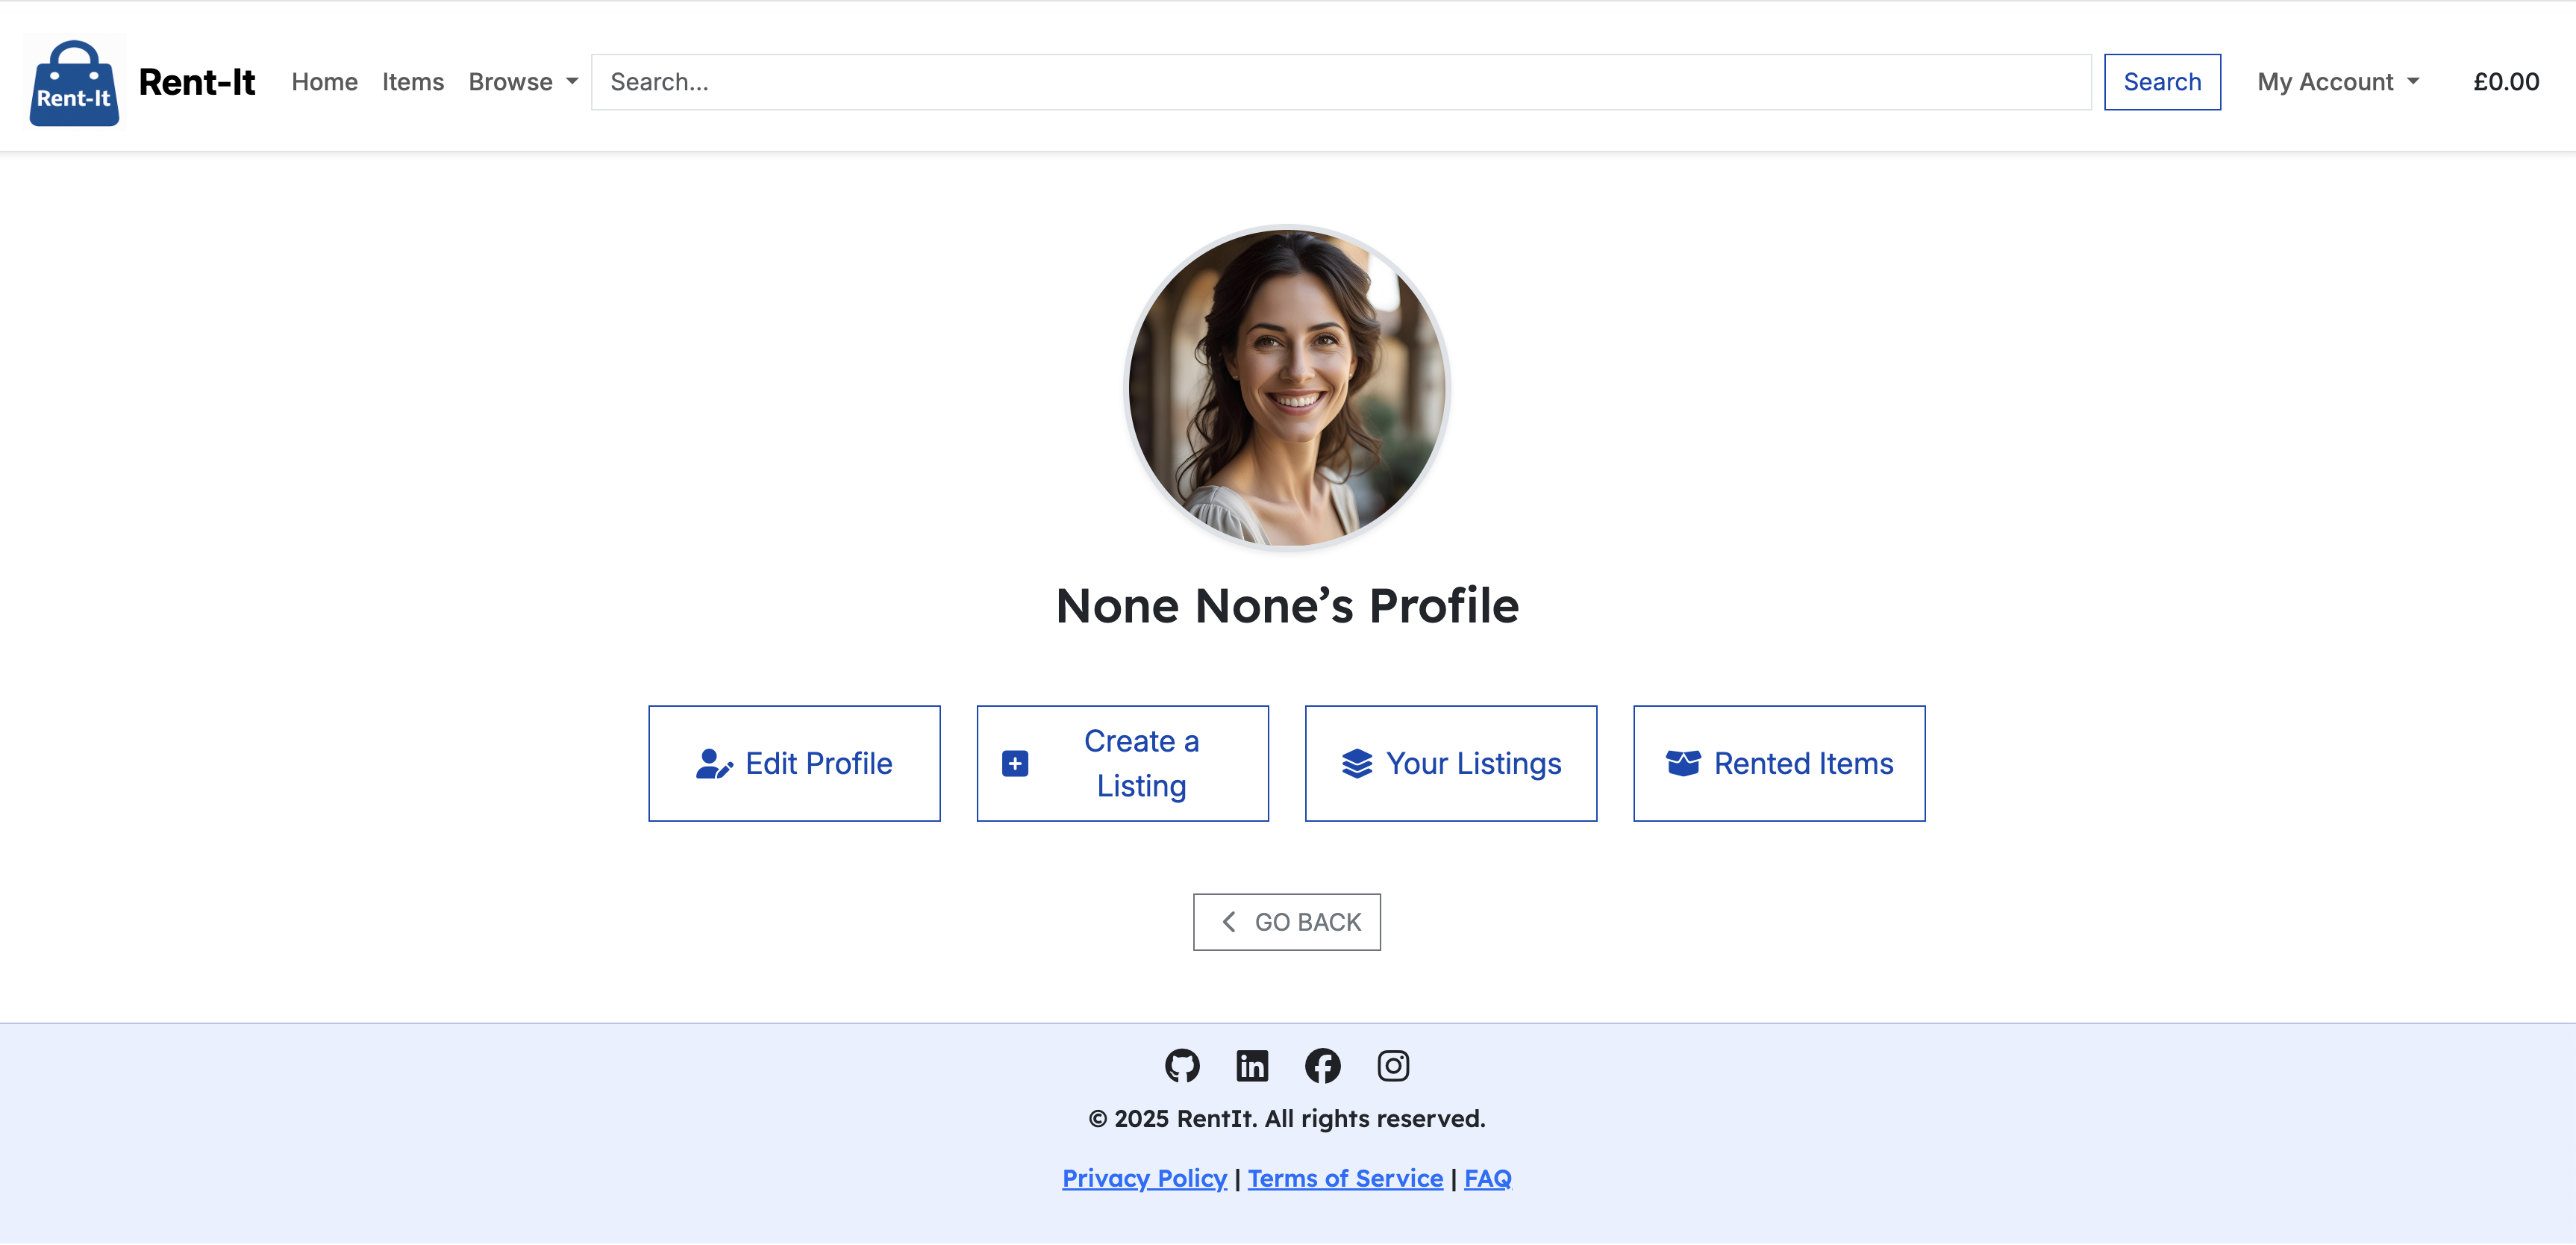 Rent-It
Rent-It Home Items Browse Search... Search My Account £0.00
None None’s Profile
Edit Profile
Create a
Listing
Your Listings
Rented Items
GO BACK
in
© 2025 RentIt. All rights reserved.
Privacy Policy | Terms of Service | FAQ